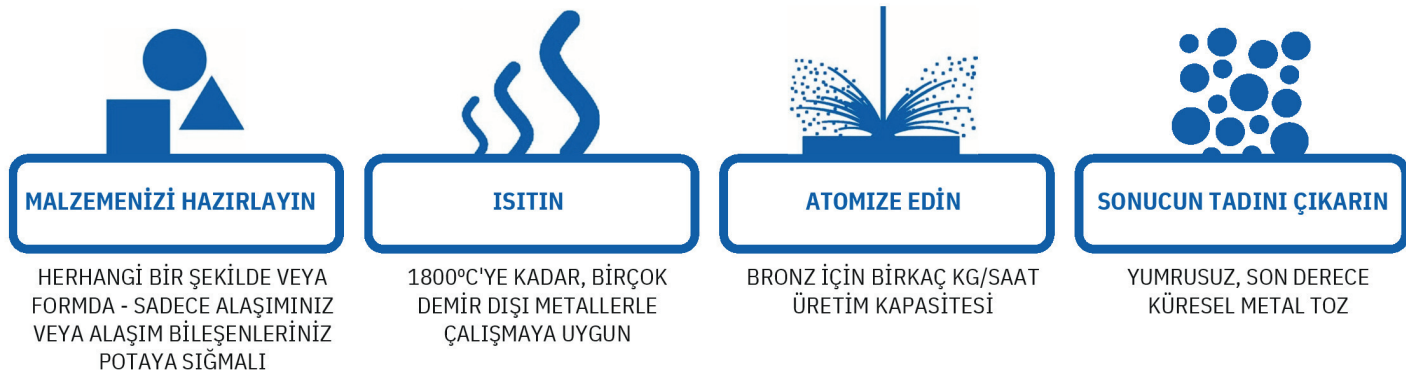 MALZEMENİZİ HAZIRLAYIN
HERHANGİ BİR ŞEKİLDE VEYA
FORMDA - SADECE ALAŞIMINIZ
VEYA ALAŞIM BİLEŞENLERİNİZ
POTAYA SIĞMALI
ISITIN
1800ºC'YE KADAR, BİRÇOK
DEMİR DIŞI METALLERLE
ÇALIŞMAYA UYGUN
ATOMIZE EDİN
BRONZ İÇİN BİRKAÇ KG/SAAT
ÜRETİM KAPASİTESİ
SONUCUN TADINI ÇIKARIN
YUMRUSUZ, SON DERECE
KÜRESEL METAL TOZ